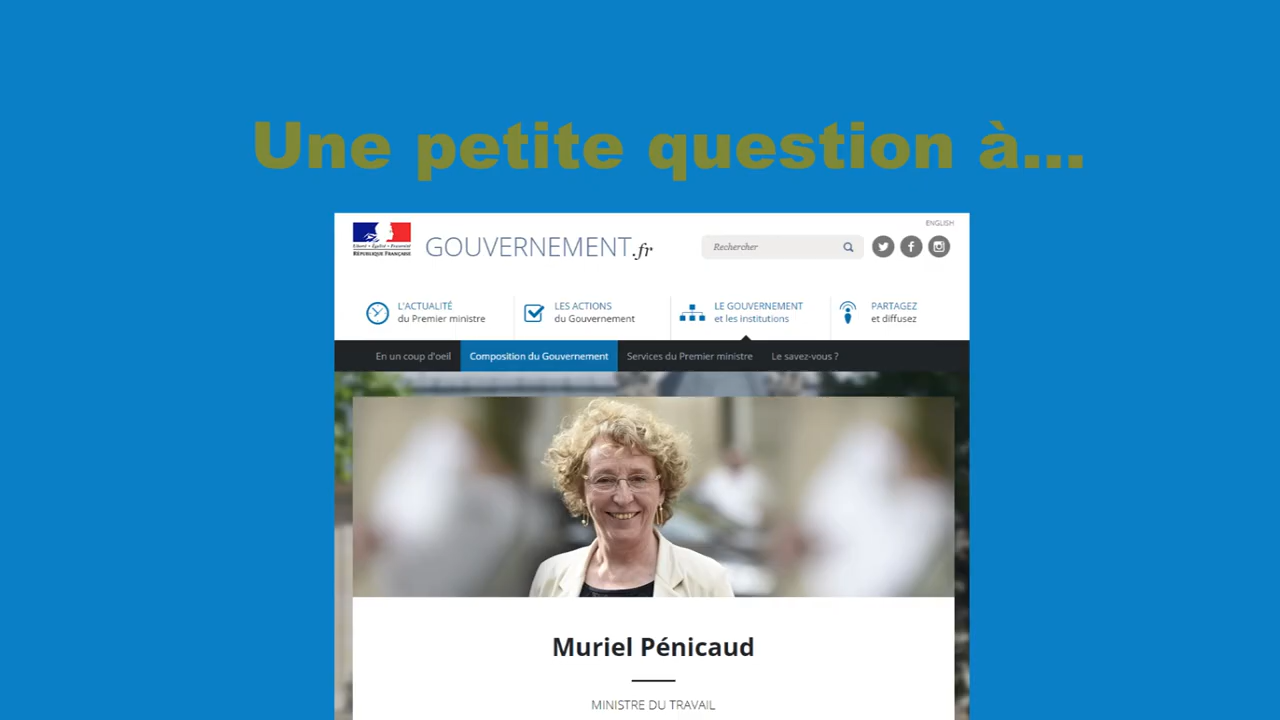 Une petite question à...
ENGLISH
Liberté • Égalité • Fraternité
RÉPUBLIQUE FRANÇAISE
GOUVERNEMENT.fr
Rechercher
L'ACTUALITÉ
du Premier ministre
LES ACTIONS
du Gouvernement
LE GOUVERNEMENT
et les institutions
PARTAGEZ
et diffusez
En un coup d'oeil
Composition du Gouvernement
Services du Premier ministre
Le savez-vous ?
Muriel Pénicaud
MINISTRE DU TRAVAIL